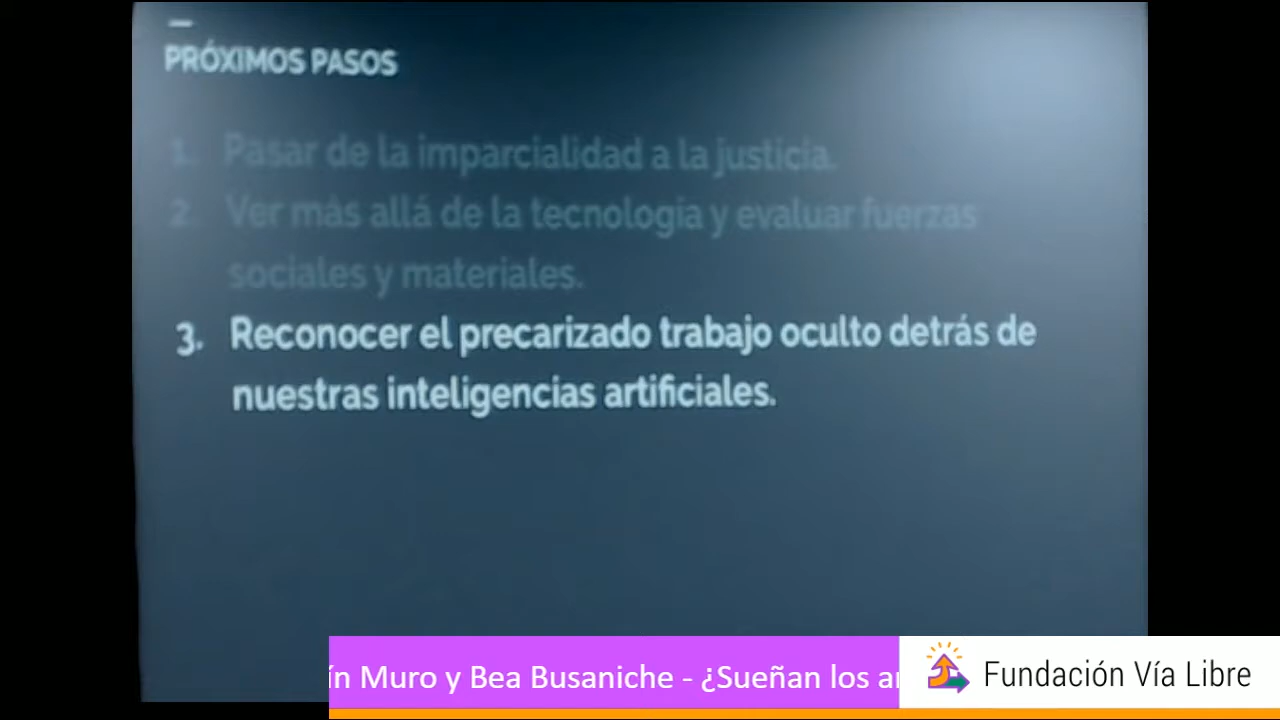 PRÓXIMOS PASOS
1. Pasar de la imparcialidad a la justicia.
2. Ver más allá de la tecnología y evaluar fuerzas
sociales y materiales.
3. Reconocer el precarizado trabajo oculto detrás de
nuestras inteligencias artificiales.
ín Muro y Bea Busaniche - ¿Sueñan los
Fundación Vía Libre